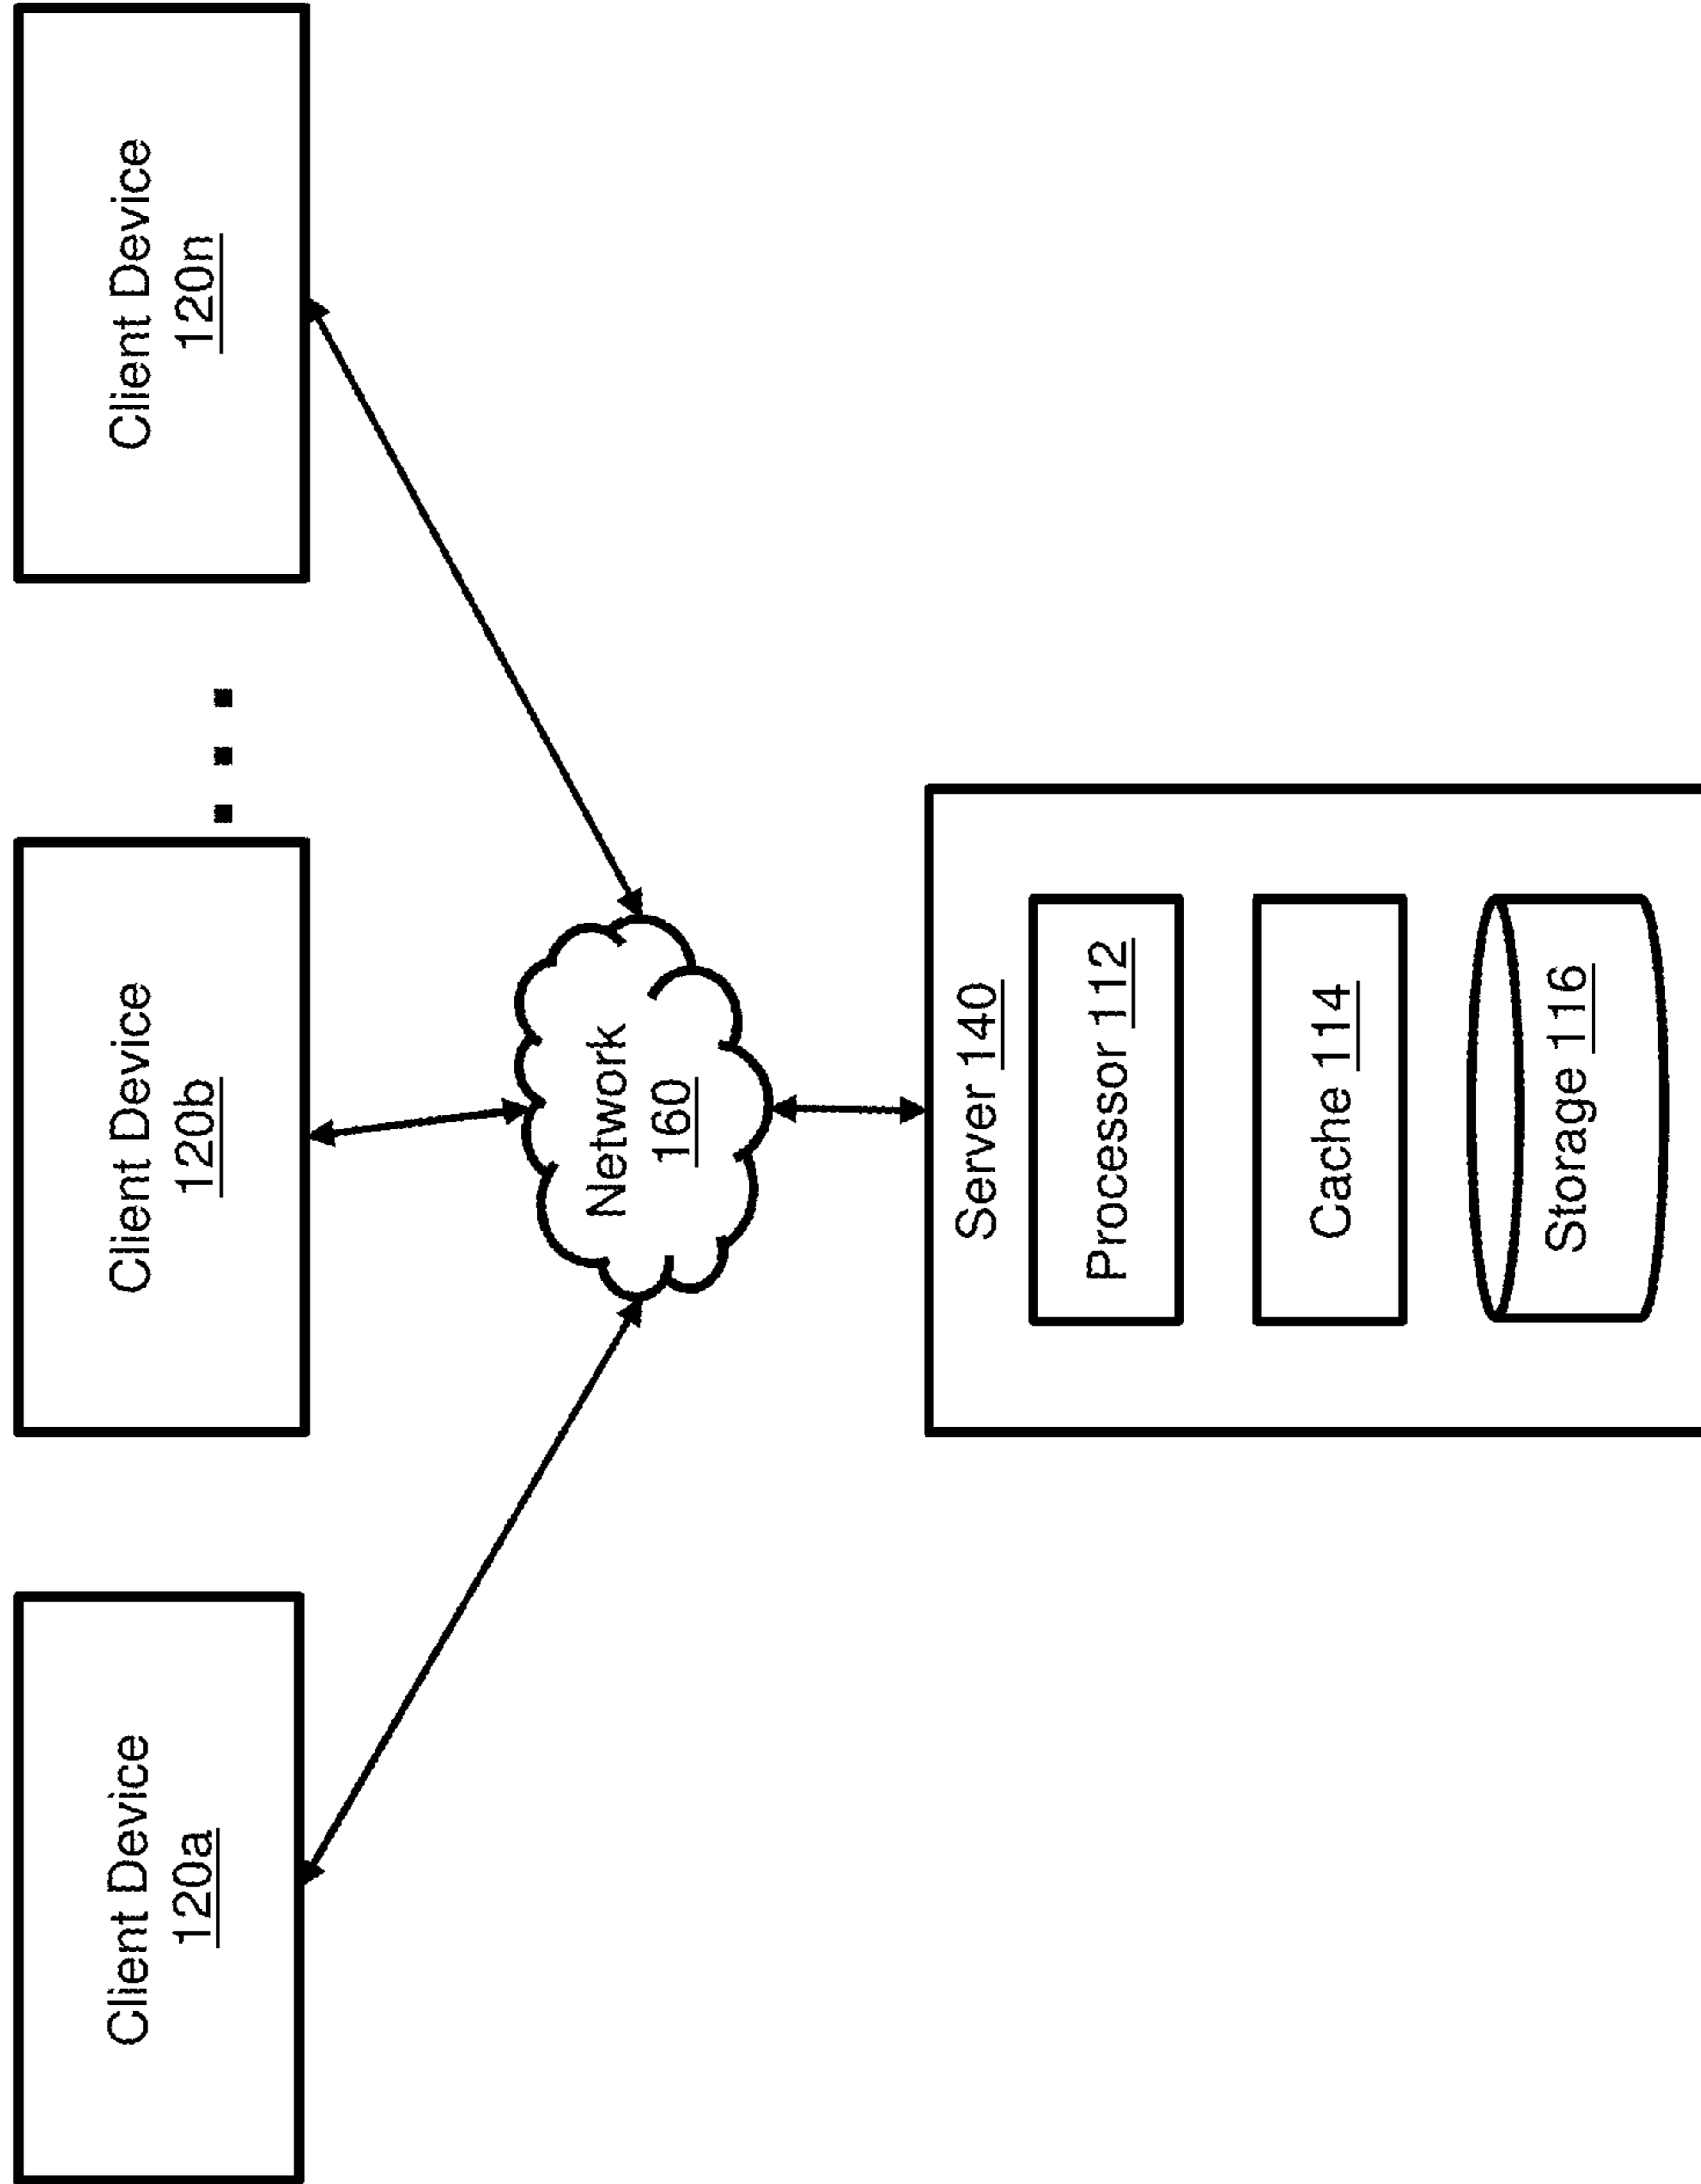 Client Device
120a
Client Device
120b
Client Device
120n
Network
160
Server 140
Processor 112
Cache 114
Storage 116